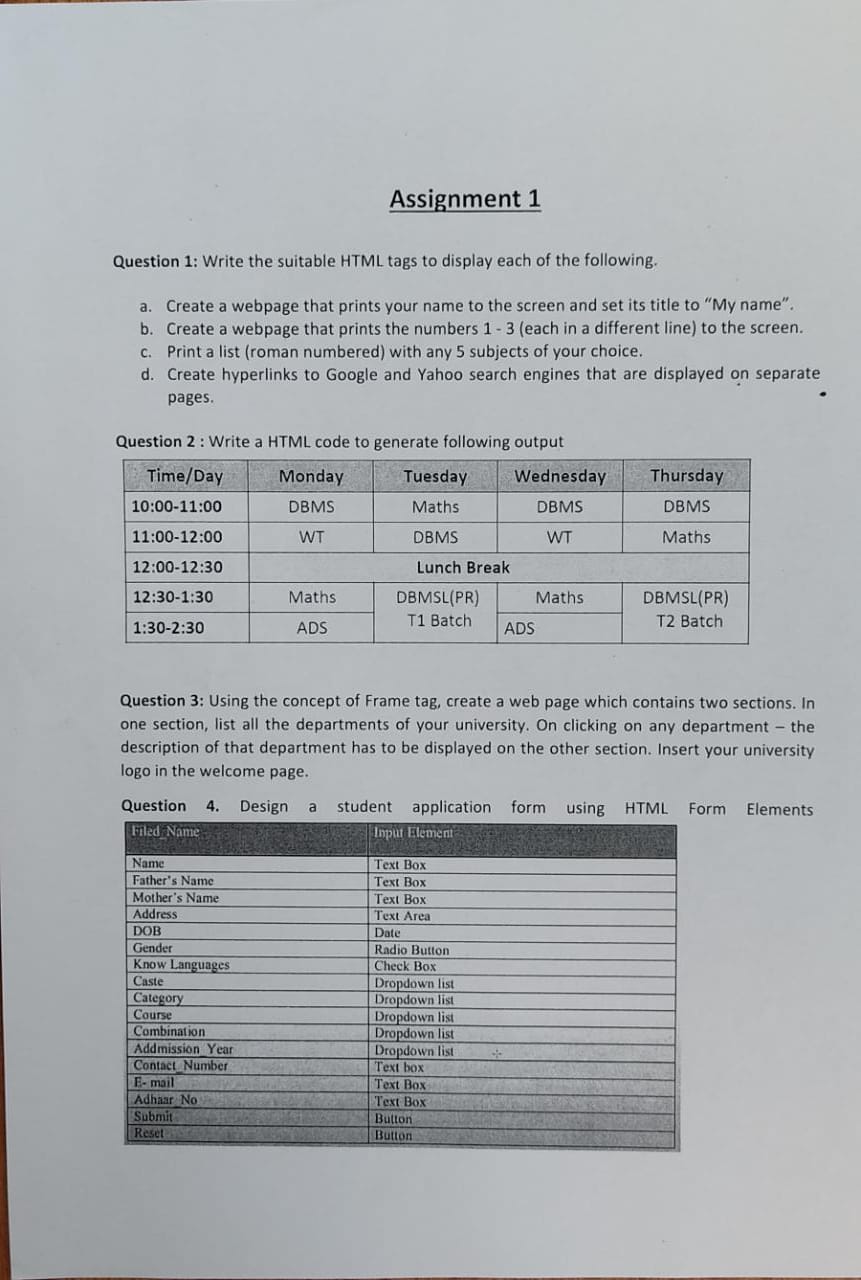 Assignment 1
Question 1: Write the suitable HTML tags to display each of the following.
a. Create a webpage that prints your name to the screen and set its title to “My name”.
b. Create a webpage that prints the numbers 1 - 3 (each in a different line) to the screen.
c. Print a list (roman numbered) with any 5 subjects of your choice.
d. Create hyperlinks to Google and Yahoo search engines that are displayed on separate
pages.
Question 2 : Write a HTML code to generate following output
Time/Day Monday Tuesday Wednesday Thursday
10:00-11:00 DBMS Maths DBMS DBMS
11:00-12:00 WT DBMS WT Maths
12:00-12:30 Lunch Break
12:30-1:30 Maths DBMSL(PR) Maths DBMSL(PR)
T1 Batch T2 Batch
1:30-2:30 ADS ADS
Question 3: Using the concept of Frame tag, create a web page which contains two sections. In
one section, list all the departments of your university. On clicking on any department – the
description of that department has to be displayed on the other section. Insert your university
logo in the welcome page.
Question 4. Design a student application form using HTML Form Elements
Filed_Name Input Element
Name Text Box
Father's Name Text Box
Mother's Name Text Box
Address Text Area
DOB Date
Gender Radio Button
Know Languages Check Box
Caste Dropdown list
Category Dropdown list
Course Dropdown list
Combination Dropdown list
Addmission_Year Dropdown list
Contact_Number Text box
E- mail Text Box
Adhaar_No Text Box
Submit Button
Reset Button